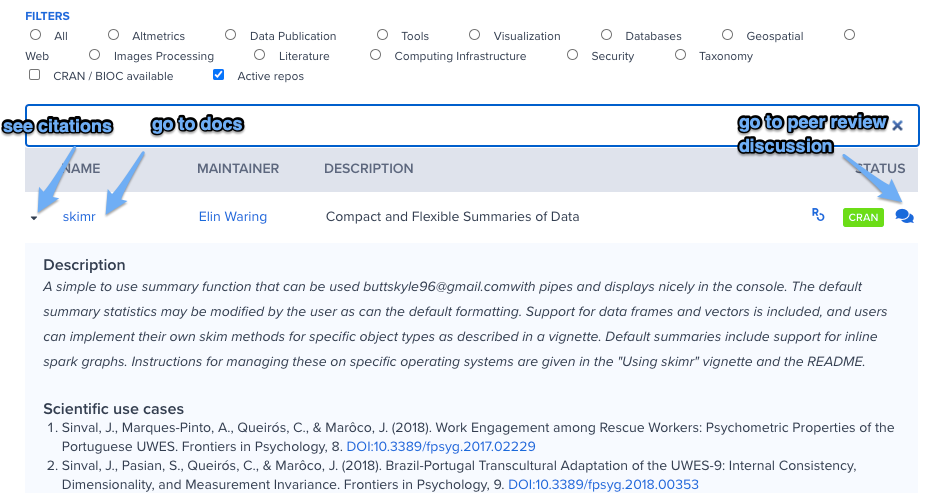 FILTERS
All Altmetrics Data Publication Tools Visualization Databases Geospatial
Web Images Processing Literature Computing Infrastructure Security Taxonomy
CRAN / BIOC available Active repos
see citations go to docs go to peer review
discussion
NAME MAINTAINER DESCRIPTION STATUS
skimr Elin Waring Compact and Flexible Summaries of Data CRAN
Description
A simple to use summary function that can be used buttskyle96@gmail.comwith pipes and displays nicely in the console. The default
summary statistics may be modified by the user as can the default formatting. Support for data frames and vectors is included, and users
can implement their own skim methods for specific object types as described in a vignette. Default summaries include support for inline
spark graphs. Instructions for managing these on specific operating systems are given in the "Using skimr" vignette and the README.
Scientific use cases
1. Sinval, J., Marques-Pinto, A., Queirós, C., & Marôco, J. (2018). Work Engagement among Rescue Workers: Psychometric Properties of the
Portuguese UWES. Frontiers in Psychology, 8. DOI:10.3389/fpsyg.2017.02229
2. Sinval, J., Pasian, S., Queirós, C., & Marôco, J. (2018). Brazil-Portugal Transcultural Adaptation of the UWES-9: Internal Consistency,
Dimensionality, and Measurement Invariance. Frontiers in Psychology, 9. DOI:10.3389/fpsyg.2018.00353